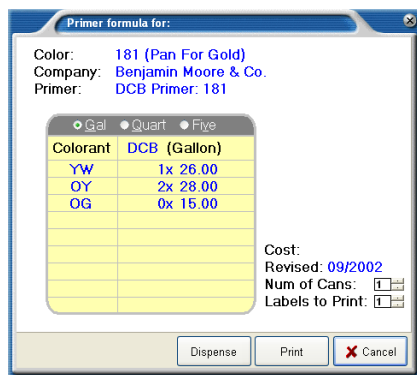 Primer formula for:
Color: 181 (Pan For Gold)
Company: Benjamin Moore & Co.
Primer: DCB Primer: 181
Gal Quart Five
Colorant DCB (Gallon)
YW 1x 26.00
OY 2x 28.00
OG 0x 15.00
Cost:
Revised: 09/2002
Num of Cans: 1
Labels to Print: 1
Dispense Print Cancel